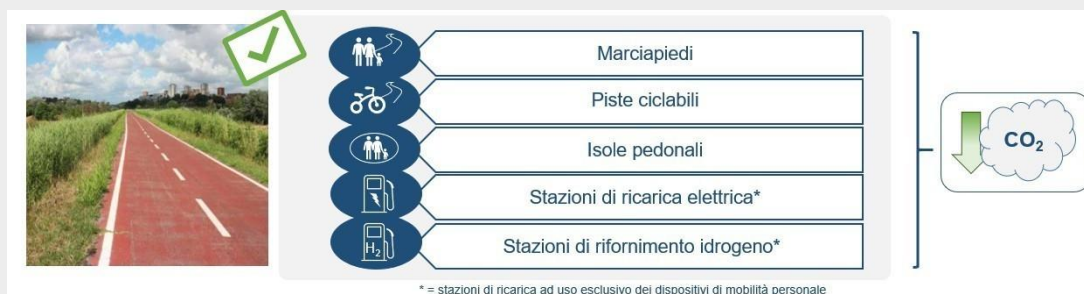 Marciapiedi
Piste ciclabili
Isole pedonali
Stazioni di ricarica elettrica*
H₂
Stazioni di rifornimento idrogeno*
CO₂
* = stazioni di ricarica ad uso esclusivo dei dispositivi di mobilità personale